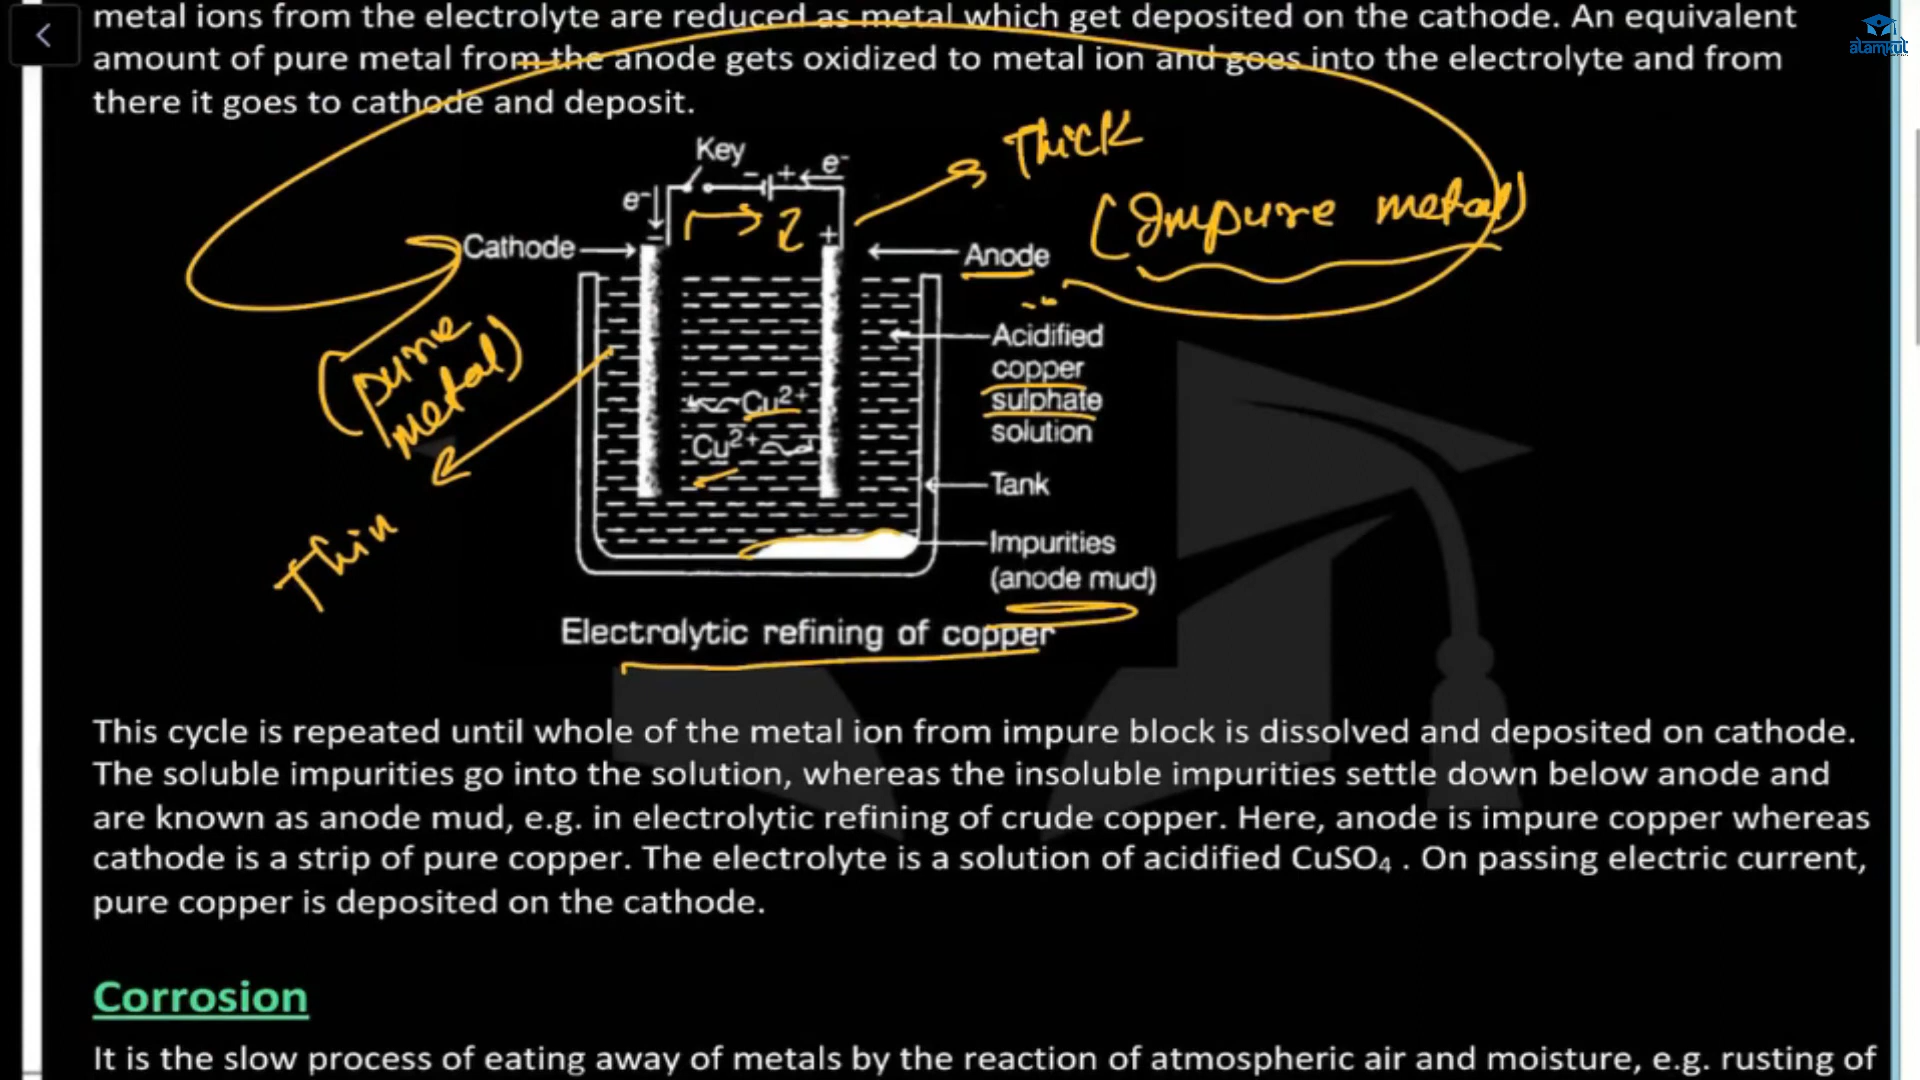 metal ions from the electrolyte are reduced as metal which get deposited on the cathode. An equivalent
amount of pure metal from the anode gets oxidized to metal ion and goes into the electrolyte and from
there it goes to cathode and deposit.
alamkul
Key
Thick
- + e⁻
e⁻
(Impure metal)
- +
Cathode
Anode
(pure
metal)
Acidified
copper
sulphate
solution
Cu²⁺
Cu²⁺
Tank
Thin
Impurities
(anode mud)
Electrolytic refining of copper
This cycle is repeated until whole of the metal ion from impure block is dissolved and deposited on cathode.
The soluble impurities go into the solution, whereas the insoluble impurities settle down below anode and
are known as anode mud, e.g. in electrolytic refining of crude copper. Here, anode is impure copper whereas
cathode is a strip of pure copper. The electrolyte is a solution of acidified CuSO₄ . On passing electric current,
pure copper is deposited on the cathode.
Corrosion
It is the slow process of eating away of metals by the reaction of atmospheric air and moisture, e.g. rusting of